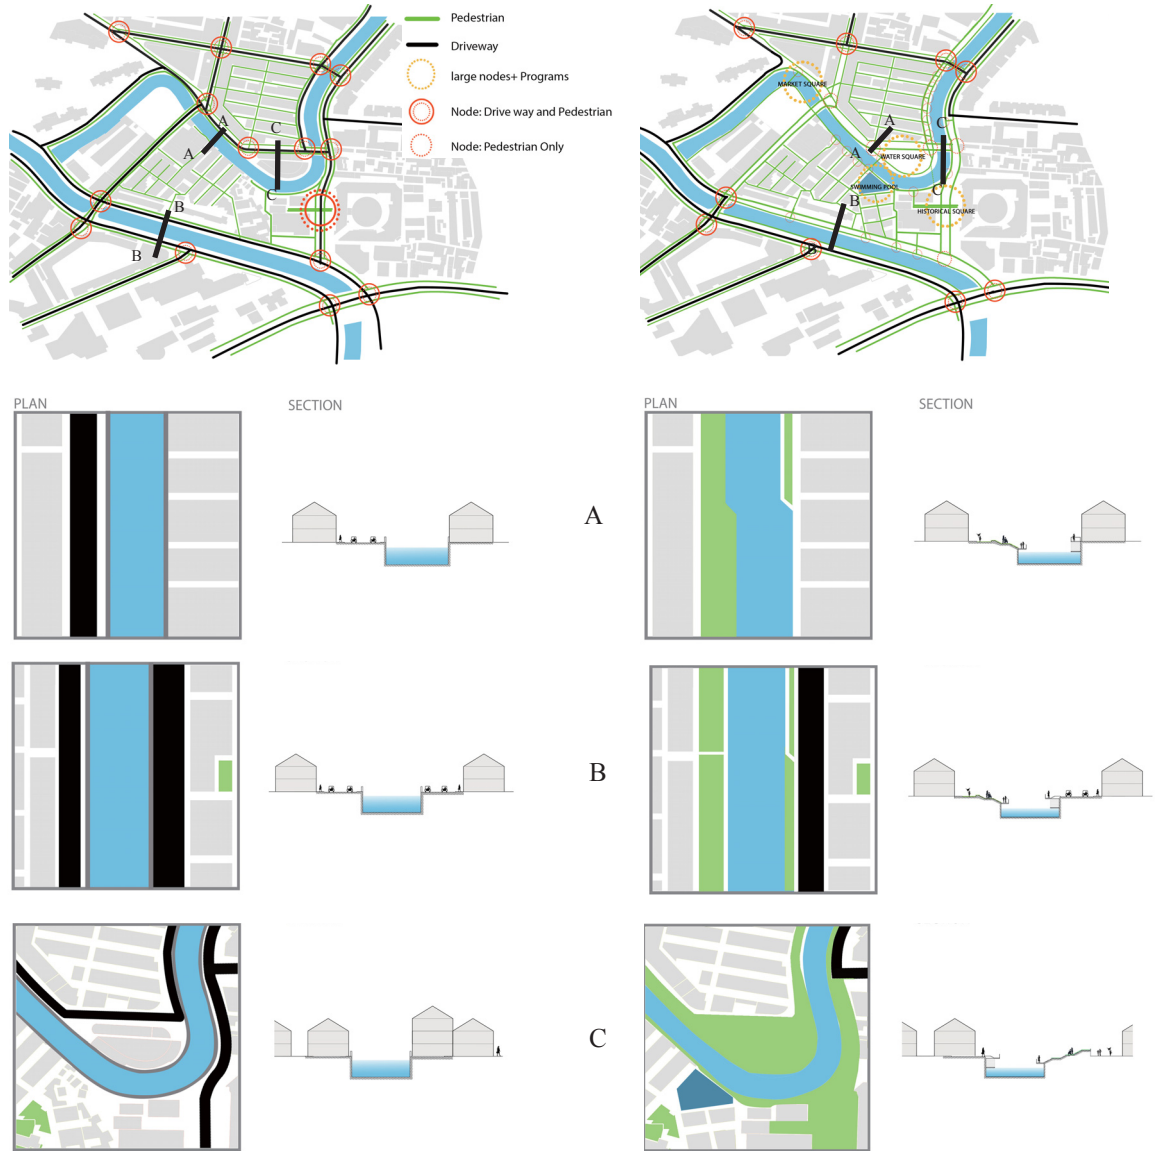 Pedestrian
Driveway
large nodes+ Programs
Node: Drive way and Pedestrian
Node: Pedestrian Only
A
A
C
C
B
B
MARKET SQUARE
A
A
WATER SQUARE
C
C
SWIMMING POOL
HISTORICAL SQUARE
B
B
PLAN
SECTION
PLAN
SECTION
A
B
C